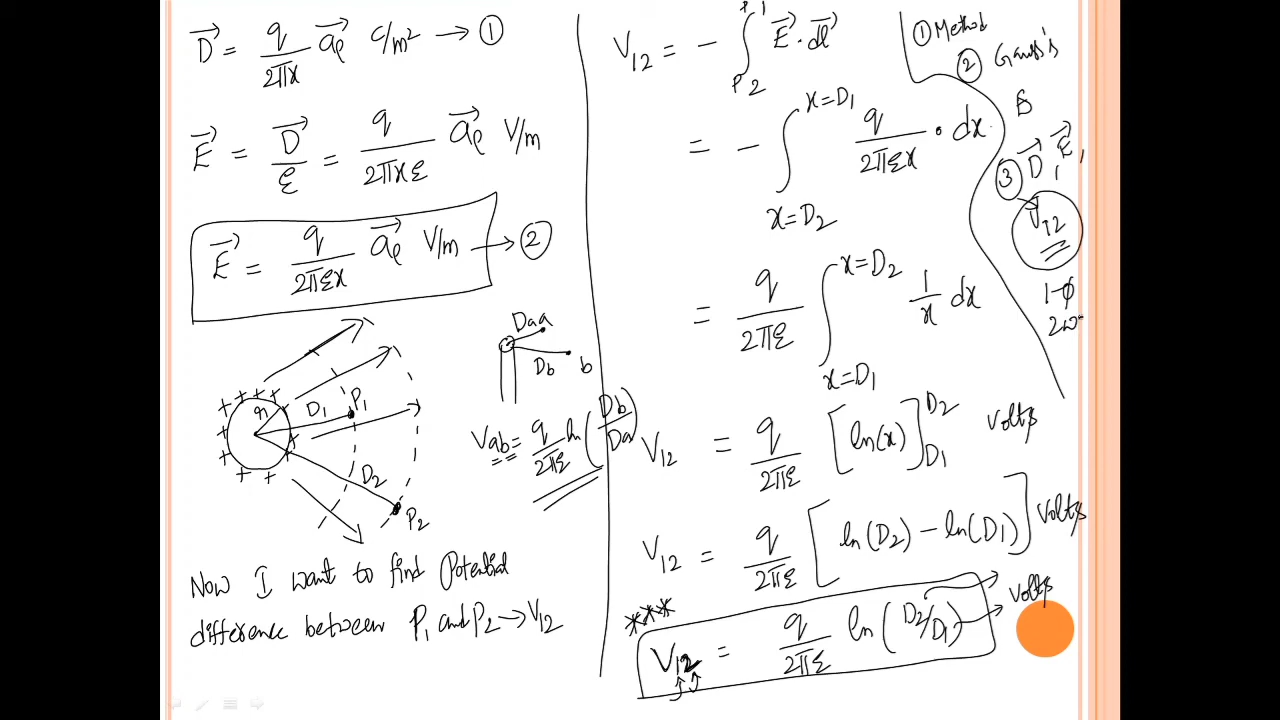 D⃗ = q/2πx a⃗ρ C/m² → ①
E⃗ = D⃗/ε = q/2πxε a⃗ρ V/m
E⃗ = q/2πεx a⃗ρ V/m → ②
+ + + + + + + + + + +
r1
D1
P1
D2
P2
Da a
Db b
Vab = q/2πε ln(Db/Da)
Now I want to find Potential
difference between P1 and P2 → V12
V12 = - ∫ P2 P1 E⃗ · dl⃗
= - ∫ x=D2 x=D1 q/2πεx · dx
= q/2πε ∫ x=D1 x=D2 1/x dx
V12 = q/2πε [ln(x)] D2 D1 volts
V12 = q/2πε [ln(D2) - ln(D1)] volts
***
V12 = q/2πε ln(D2/D1) volts
① Method
② Gauss's
③ D⃗, E⃗,
V12
1-ϕ